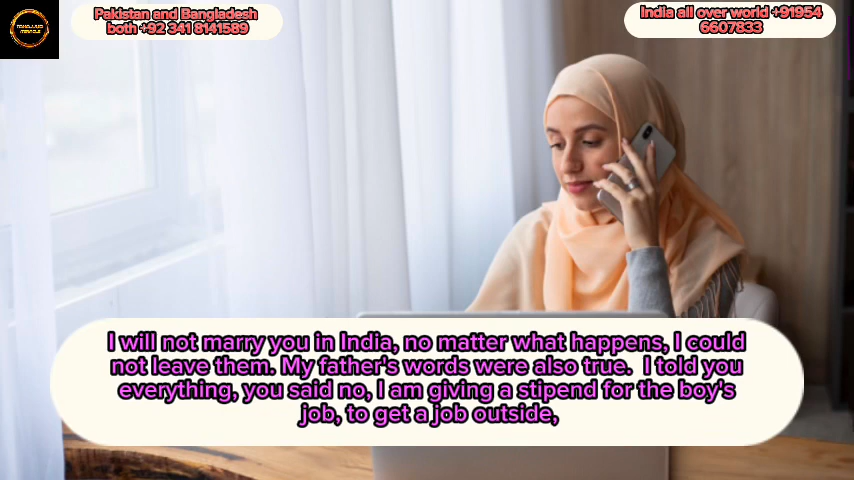 Pakistan and Bangladesh
both +92 341 8141589
India all over world +91954
6607833
I will not marry you in India, no matter what happens, I could
not leave them. My father's words were also true. I told you
everything, you said no, I am giving a stipend for the boy's
job, to get a job outside,